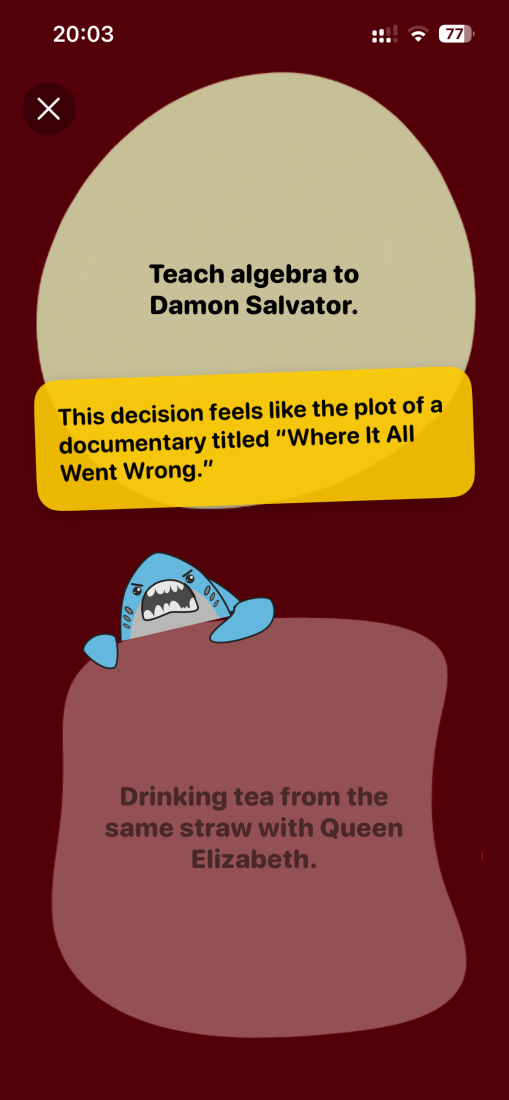 20:03
77
Teach algebra to
Damon Salvator.
This decision feels like the plot of a
documentary titled “Where It All
Went Wrong.”
Drinking tea from the
same straw with Queen
Elizabeth.